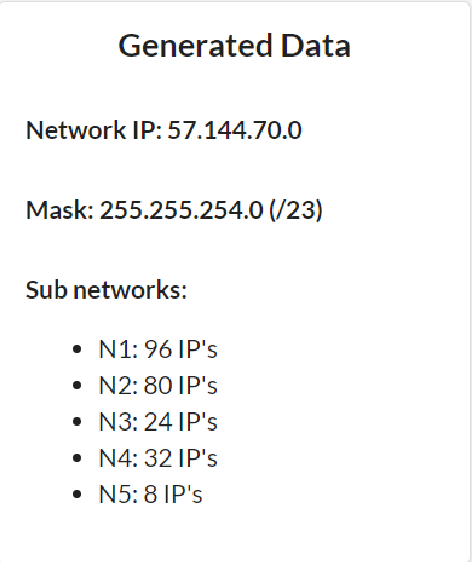 Generated Data
Network IP: 57.144.70.0
Mask: 255.255.254.0 (/23)
Sub networks:
• N1: 96 IP's
• N2: 80 IP's
• N3: 24 IP's
• N4: 32 IP's
• N5: 8 IP's